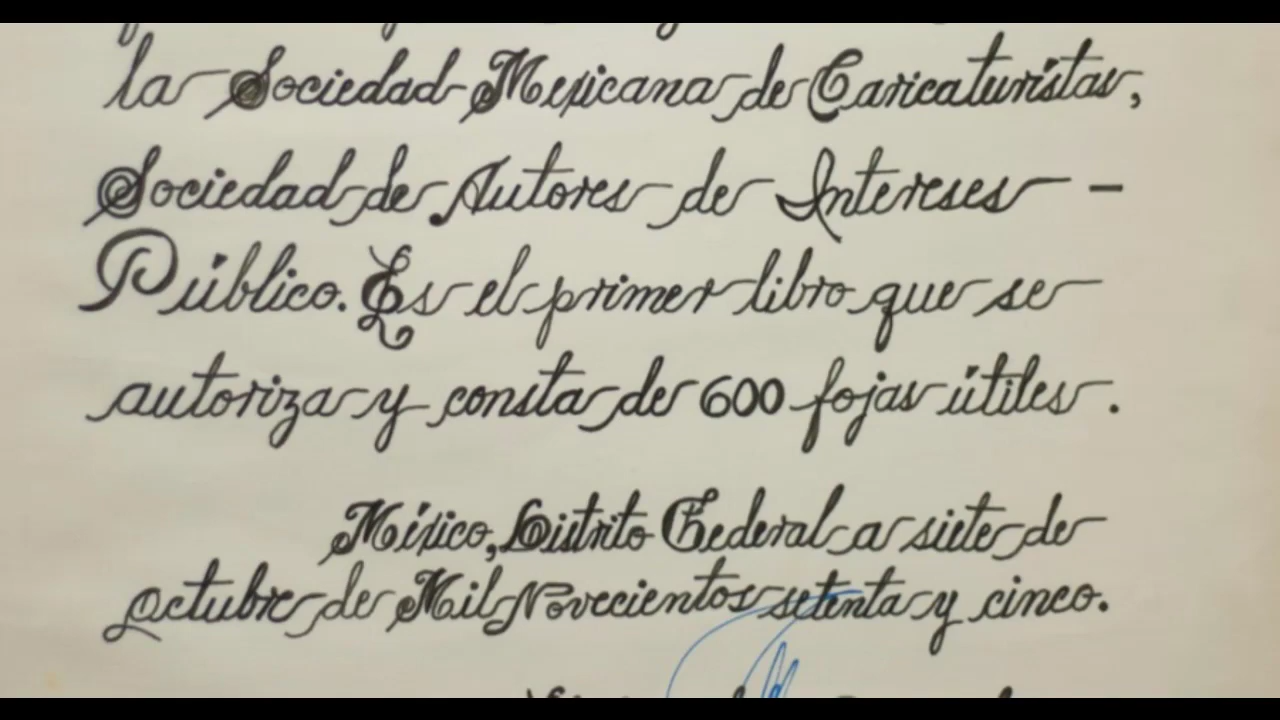 la Sociedad Mexicana de Caricaturistas,
Sociedad de Autores de Intereses -
Público. Es el primer libro que se
autoriza y consta de 600 fojas útiles.
México, Distrito Federal a siete de
octubre de Mil Novecientos setenta y cinco.